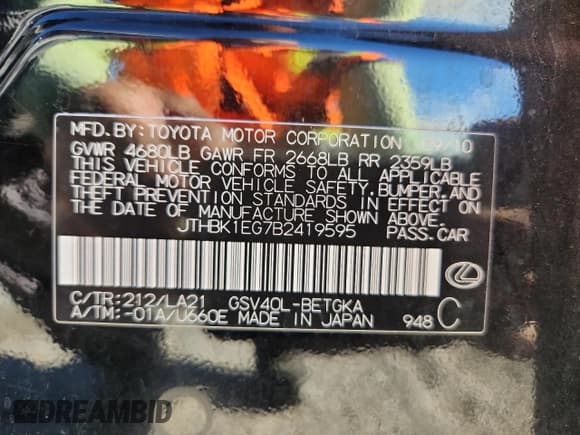 MFD. BY: TOYOTA MOTOR CORPORATION 09/10
GVWR 4680LB GAWR FR 2668LB RR 2359LB
THIS VEHICLE CONFORMS TO ALL APPLICABLE
FEDERAL MOTOR VEHICLE SAFETY, BUMPER, AND
THEFT PREVENTION STANDARDS IN EFFECT ON
THE DATE OF MANUFACTURE SHOWN ABOVE.
JTHBK1EG7B2419595 PASS. CAR
C/TR: 212/LA21 GSV40L-BETGKA
A/TM: -01A/U660E MADE IN JAPAN 948 C
DREAMBID